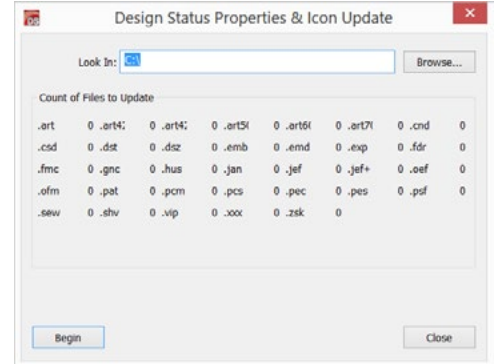 DS
Design Status Properties & Icon Update
Look In: C:\
Browse...
Count of Files to Update
.art 0 .art4 0 .art4 0 .art5 0 .art6 0 .art7 0 .cnd 0
.csd 0 .dst 0 .dsz 0 .emb 0 .emd 0 .exp 0 .fdr 0
.fmc 0 .gnc 0 .hus 0 .jan 0 .jef 0 .jef+ 0 .oef 0
.ofm 0 .pat 0 .pcm 0 .pcs 0 .pec 0 .pes 0 .psf 0
.sew 0 .shv 0 .vip 0 .xxx 0 .zsk 0
Begin
Close